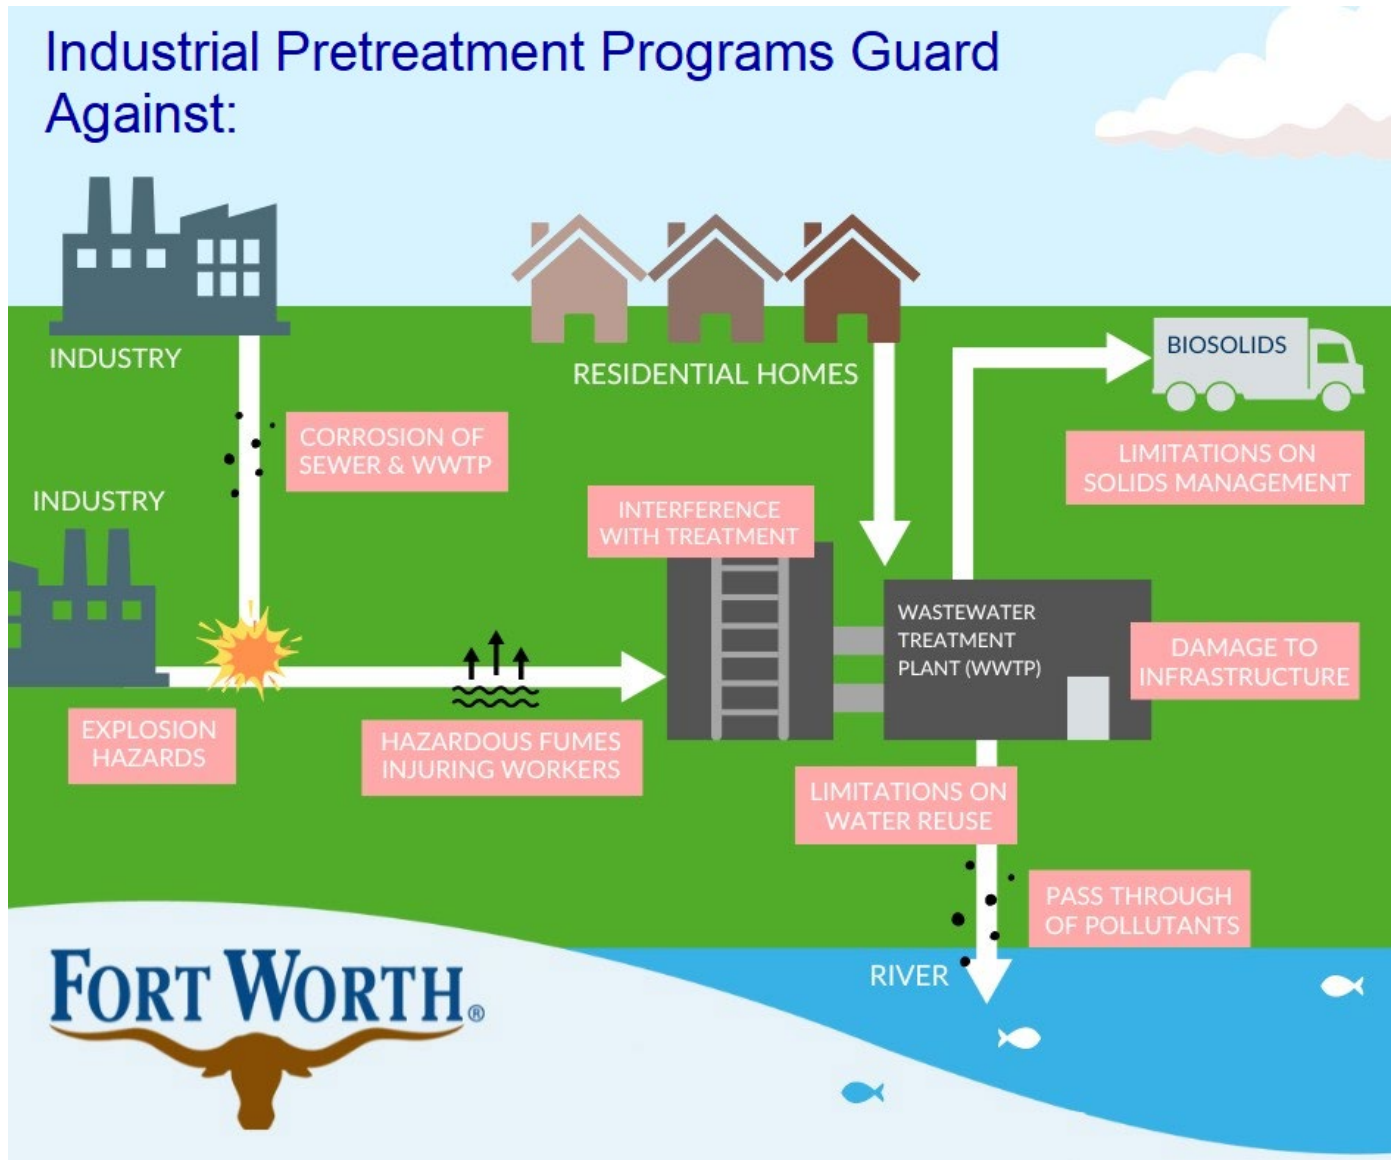 Industrial Pretreatment Programs Guard
Against:
INDUSTRY
RESIDENTIAL HOMES
BIOSOLIDS
CORROSION OF
SEWER & WWTP
LIMITATIONS ON
SOLIDS MANAGEMENT
INDUSTRY
INTERFERENCE
WITH TREATMENT
WASTEWATER
TREATMENT
PLANT (WWTP)
DAMAGE TO
INFRASTRUCTURE
EXPLOSION
HAZARDS
HAZARDOUS FUMES
INJURING WORKERS
LIMITATIONS ON
WATER REUSE
PASS THROUGH
OF POLLUTANTS
RIVER
FORT WORTH®